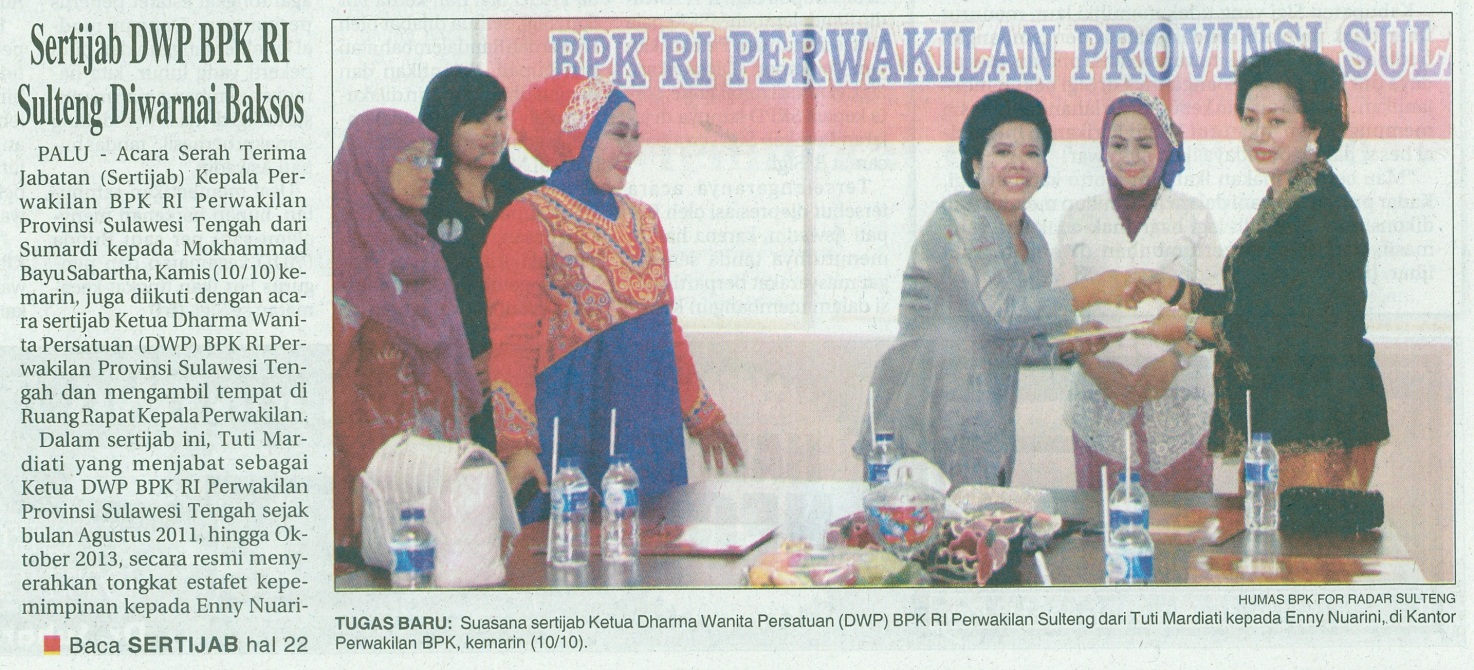 Sertijab DWP BPK RI
Sulteng Diwarnai Baksos
PALU - Acara Serah Terima
Jabatan (Sertijab) Kepala Per-
wakilan BPK RI Perwakilan
Provinsi Sulawesi Tengah dari
Sumardi kepada Mokhammad
Bayu Sabartha, Kamis (10/10) ke-
marin, juga diikuti dengan aca-
ra sertijab Ketua Dharma Wani-
ta Persatuan (DWP) BPK RI Per-
wakilan Provinsi Sulawesi Ten-
gah dan mengambil tempat di
Ruang Rapat Kepala Perwakilan.
Dalam sertijab ini, Tuti Mar-
diati yang menjabat sebagai
Ketua DWP BPK RI Perwakilan
Provinsi Sulawesi Tengah sejak
bulan Agustus 2011, hingga Ok-
tober 2013, secara resmi meny-
erahkan tongkat estafet kepe-
mimpinan kepada Enny Nuari-
Baca SERTIJAB hal 22
BPK RI PERWAKILAN PROVINSI SUL
HUMAS BPK FOR RADAR SULTENG
TUGAS BARU: Suasana sertijab Ketua Dharma Wanita Persatuan (DWP) BPK RI Perwakilan Sulteng dari Tuti Mardiati kepada Enny Nuarini, di Kantor
Perwakilan BPK, kemarin (10/10).